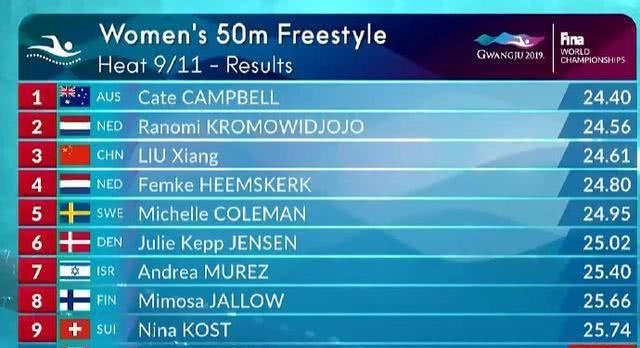 Women's 50m Freestyle
Heat 9/11 - Results
GWANGJU 2019
Fina
WORLD
CHAMPIONSHIPS
1 AUS Cate CAMPBELL 24.40
2 NED Ranomi KROMOWIDJOJO 24.56
3 CHN LIU Xiang 24.61
4 NED Femke HEEMSKERK 24.80
5 SWE Michelle COLEMAN 24.95
6 DEN Julie Kepp JENSEN 25.02
7 ISR Andrea MUREZ 25.40
8 FIN Mimosa JALLOW 25.66
9 SUI Nina KOST 25.74